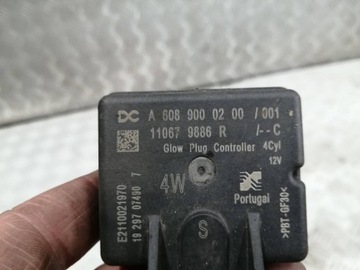 DC A 608 900 02 00 /001
11067 9886 R /--C
Glow Plug Controller 4Cyl
12V
4W
Portugal
S
E2110021970
19 297 07490 7
>PBT-GF30<